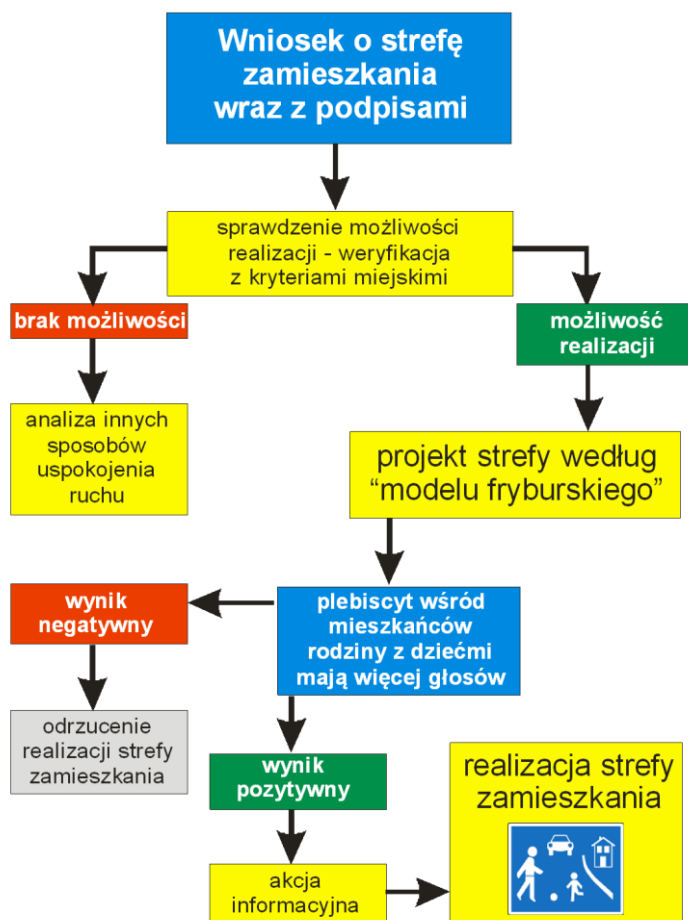 Wniosek o strefę
zamieszkania
wraz z podpisami
sprawdzenie możliwości
realizacji - weryfikacja
z kryteriami miejskimi
brak możliwości
możliwość
realizacji
analiza innych
sposobów
uspokojenia
ruchu
projekt strefy według
“modelu fryburskiego”
wynik
negatywny
plebiscyt wśród
mieszkańców
rodziny z dziećmi
mają więcej głosów
odrzucenie
realizacji strefy
zamieszkania
wynik
pozytywny
realizacja strefy
zamieszkania
akcja
informacyjna